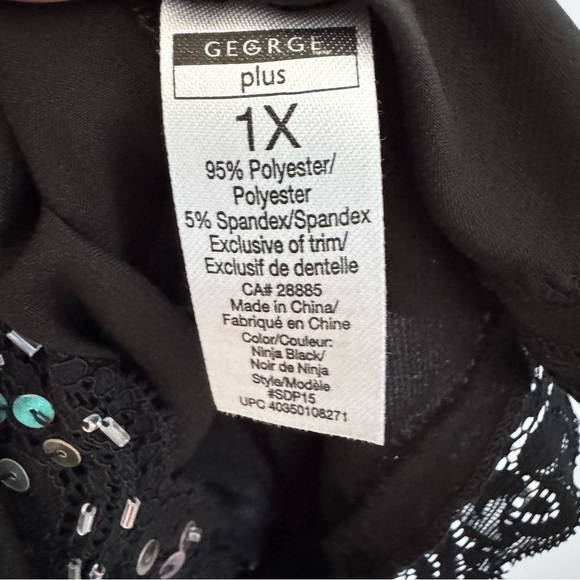 GEORGE
plus
1X
95% Polyester/
Polyester
5% Spandex/Spandex
Exclusive of trim/
Exclusif de dentelle
CA# 28885
Made in China/
Fabriqué en Chine
Color/Couleur:
Ninja Black/
Noir de Ninja
Style/Modèle
#SDP15
UPC 40350108271